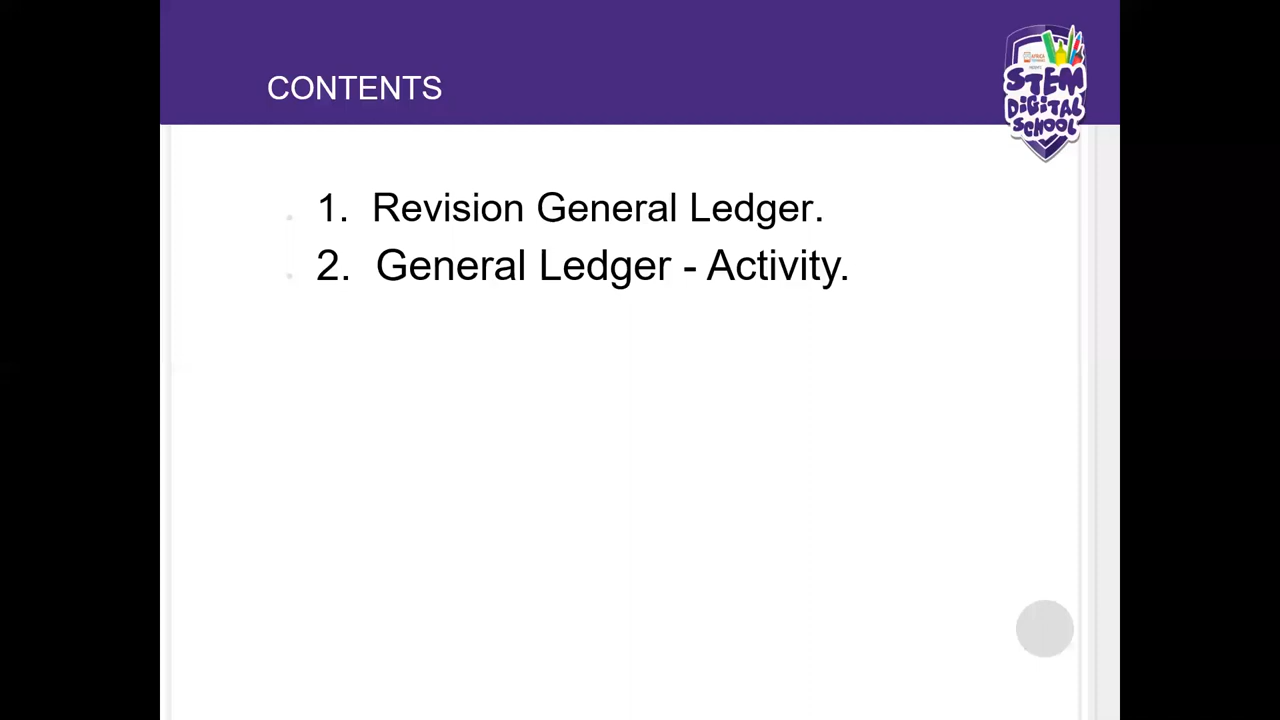 CONTENTS
STEM
DIGITAL
SCHOOL
1. Revision General Ledger.
2. General Ledger - Activity.